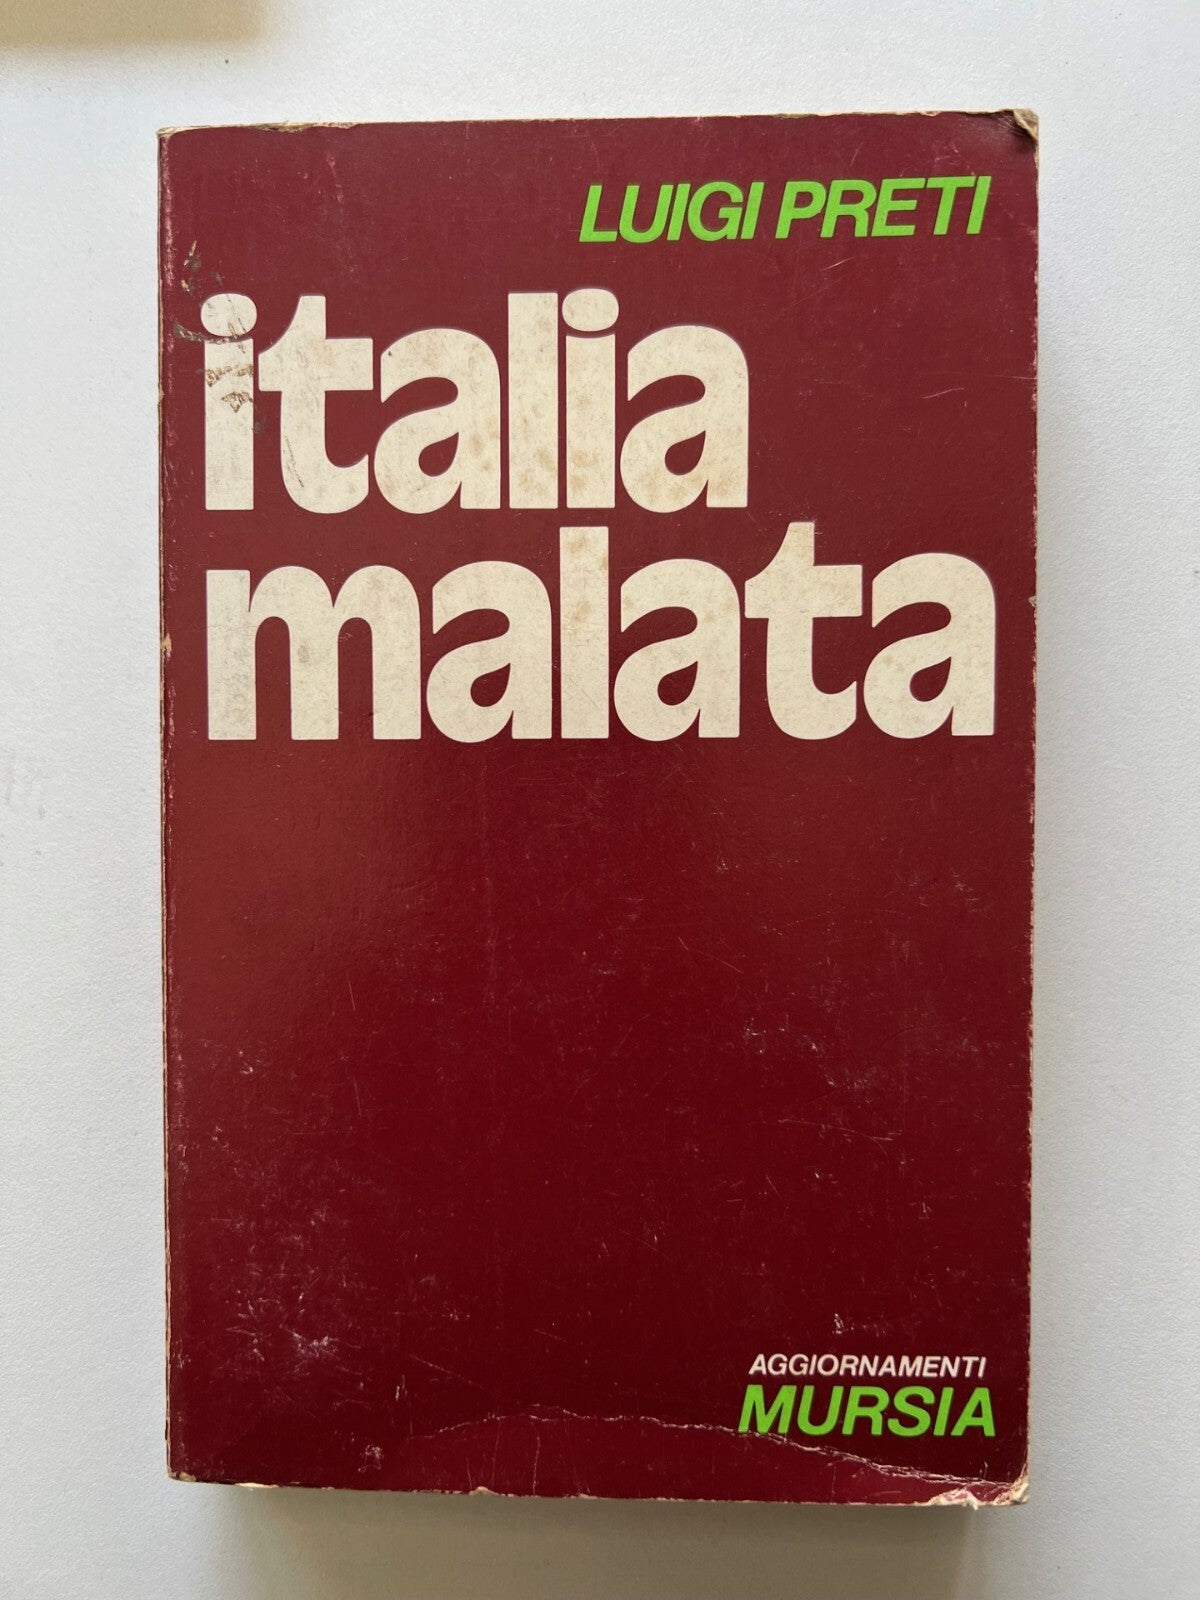 LUIGI PRETI
italia
malata
AGGIORNAMENTI
MURSIA